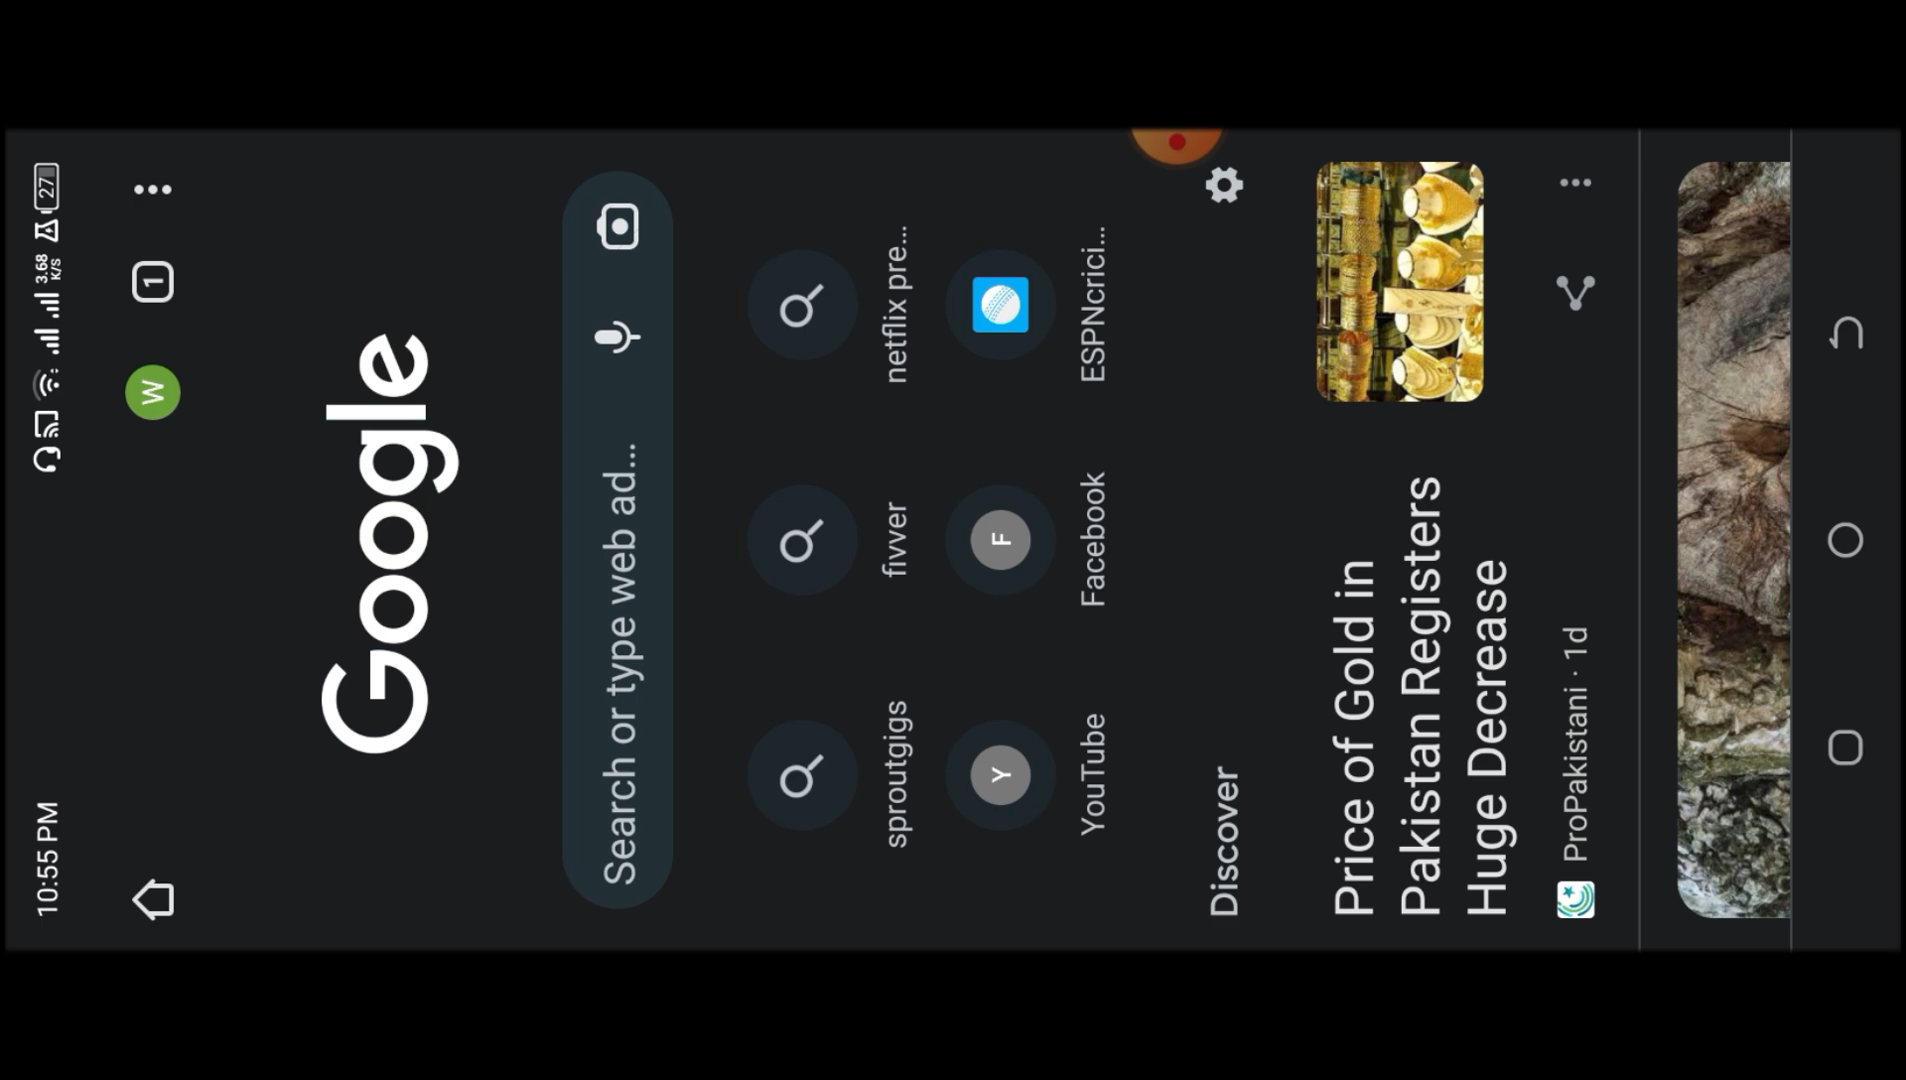 10:55 PM
3.68
K/S
27
W
1
Google
Search or type web ad...
sproutgigs
fivver
netflix pre...
Y
F
YouTube
Facebook
ESPNcrici...
Discover
Price of Gold in
Pakistan Registers
Huge Decrease
ProPakistani · 1d